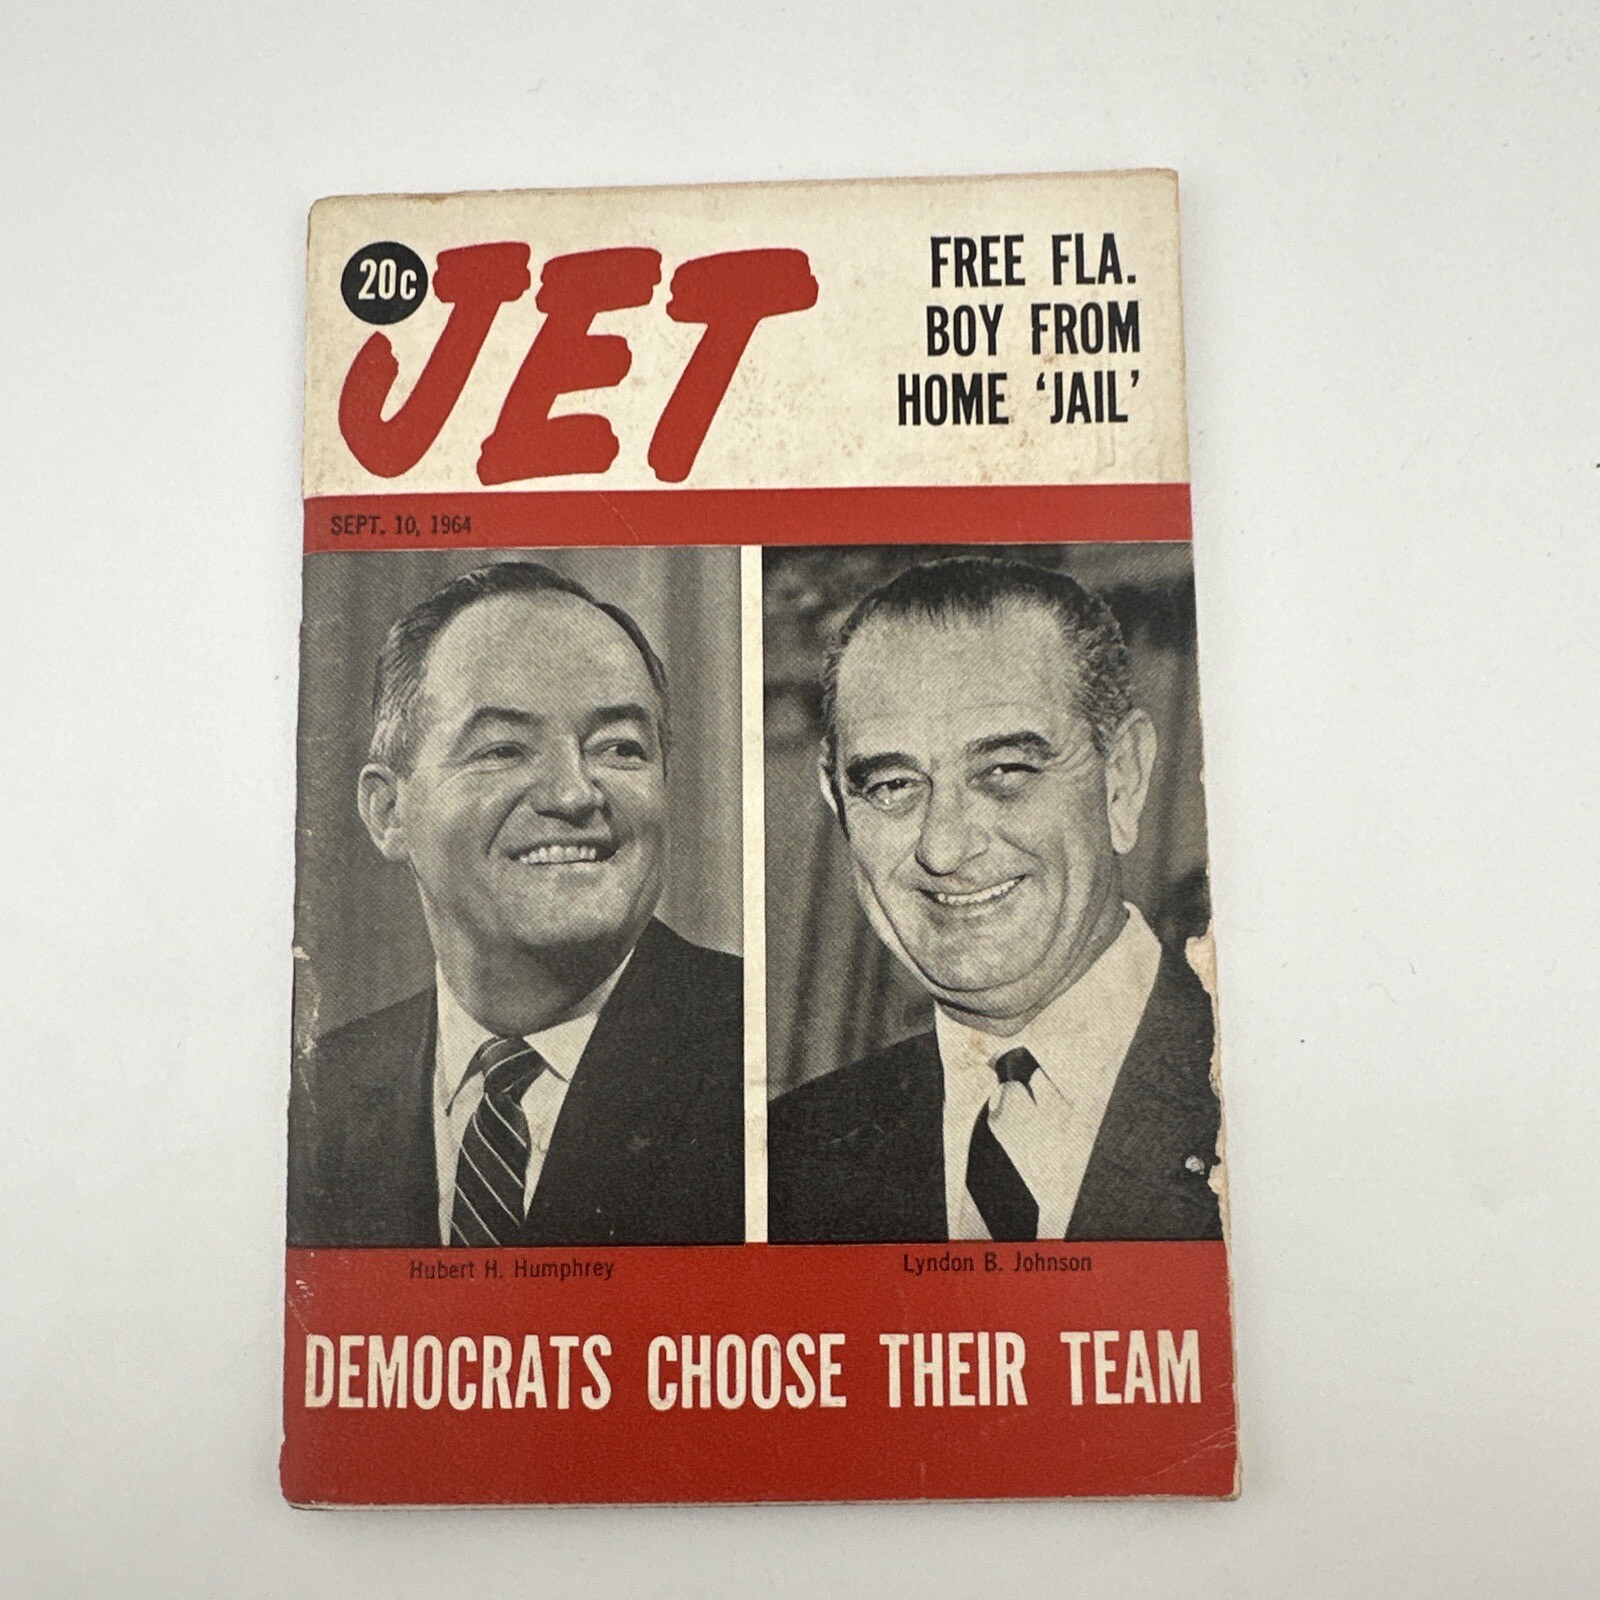 20c
JET
FREE FLA.
BOY FROM
HOME ‘JAIL’
SEPT. 10, 1964
Hubert H. Humphrey
Lyndon B. Johnson
DEMOCRATS CHOOSE THEIR TEAM